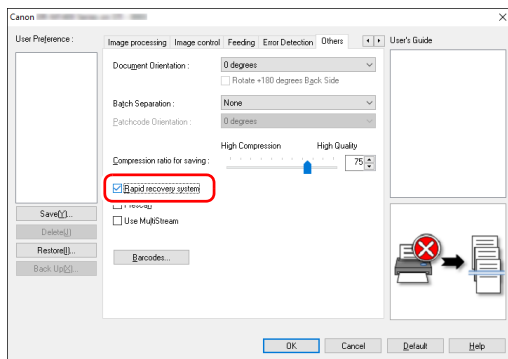 Canon
User Preference :
Image processing Image control Feeding Error Detection Others
User's Guide
Document Orientation :
0 degrees
Rotate +180 degrees Back Side
Batch Separation :
None
Patchcode Orientation :
0 degrees
High Compression High Quality
Compression ratio for saving :
75
Rapid recovery system
Prescan
Use MultiStream
Save(Y)...
Delete(J)
Restore(I)...
Back Up(X)...
Barcodes...
OK Cancel Default Help